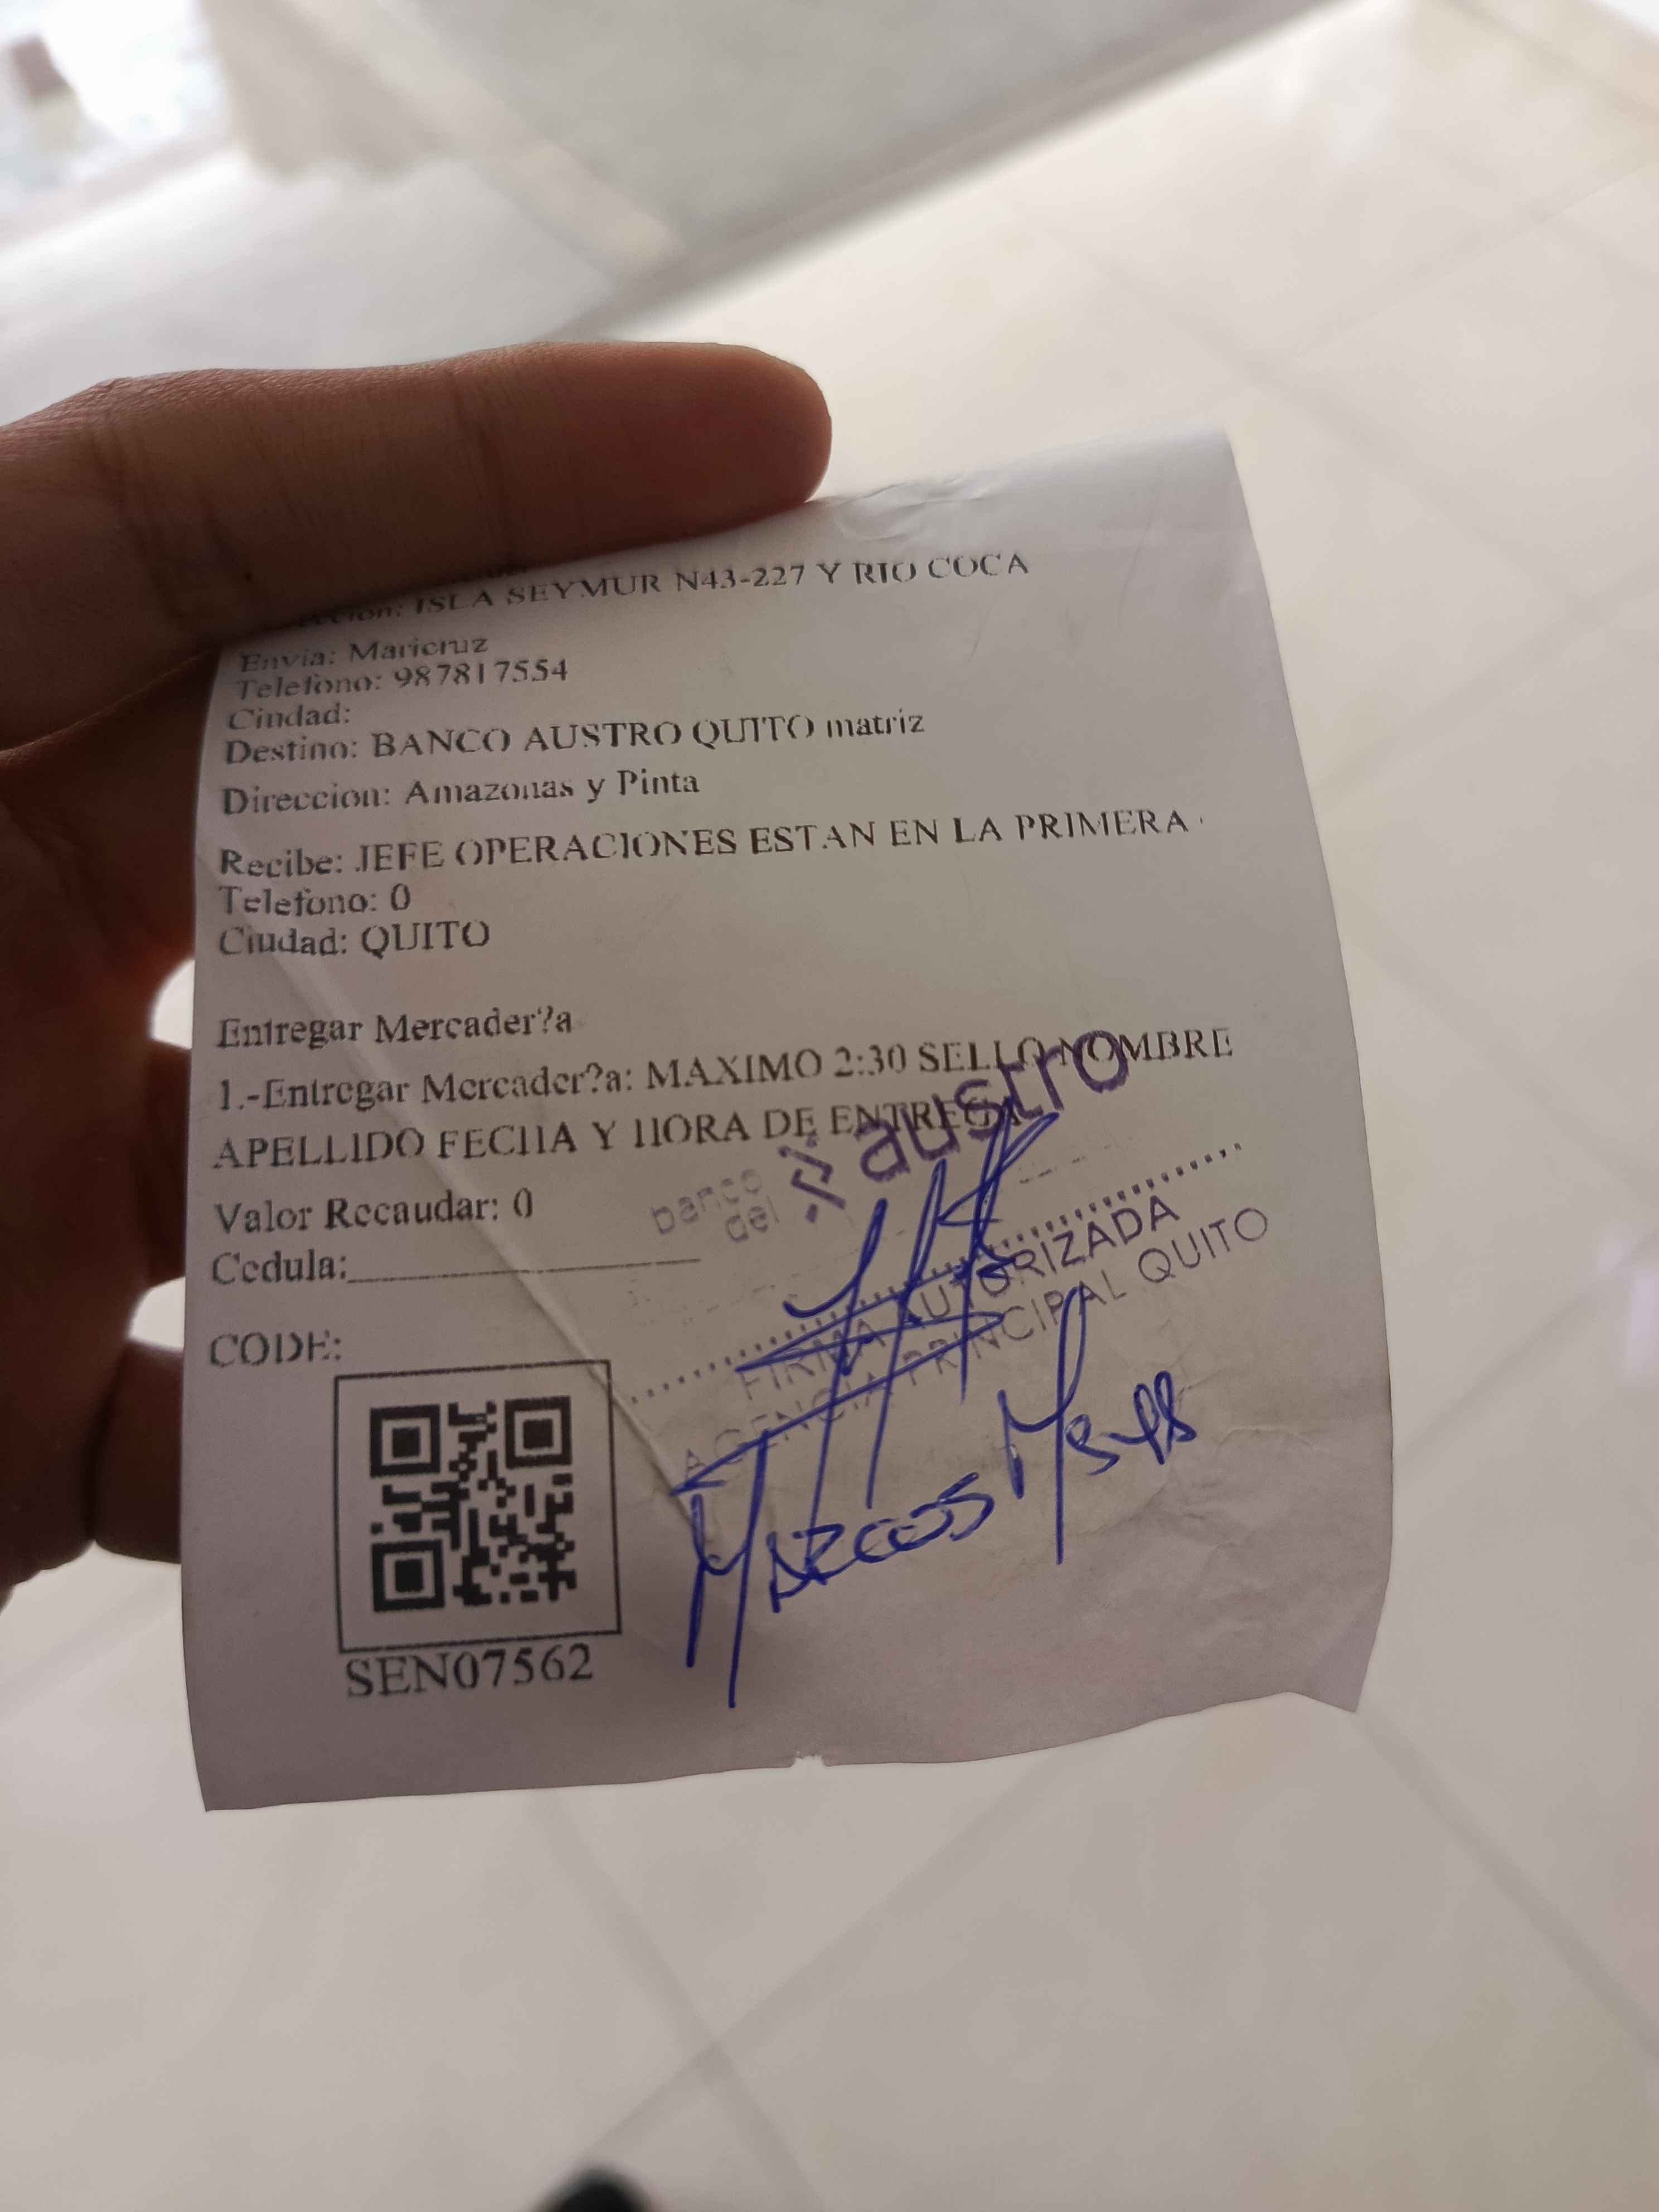 ISLA SEYMUR N43-227 Y RIO COCA
Envia: Maricruz
Telefono: 987817554
Ciudad:
Destino: BANCO AUSTRO QUITO matriz
Direccion: Amazonas y Pinta
Recibe: JEFE OPERACIONES ESTAN EN LA PRIMERA
Telefono: 0
Ciudad: QUITO
Entregar Mercader?a
1.-Entregar Mercader?a: MAXIMO 2:30 SELLO NOMBRE
APELLIDO FECHA Y HORA DE ENTREGA
Valor Recaudar: 0
Cedula:
banco del austro
FIRMA AUTORIZADA
AGENCIA PRINCIPAL QUITO
Marcos
CODE:
SEN07562